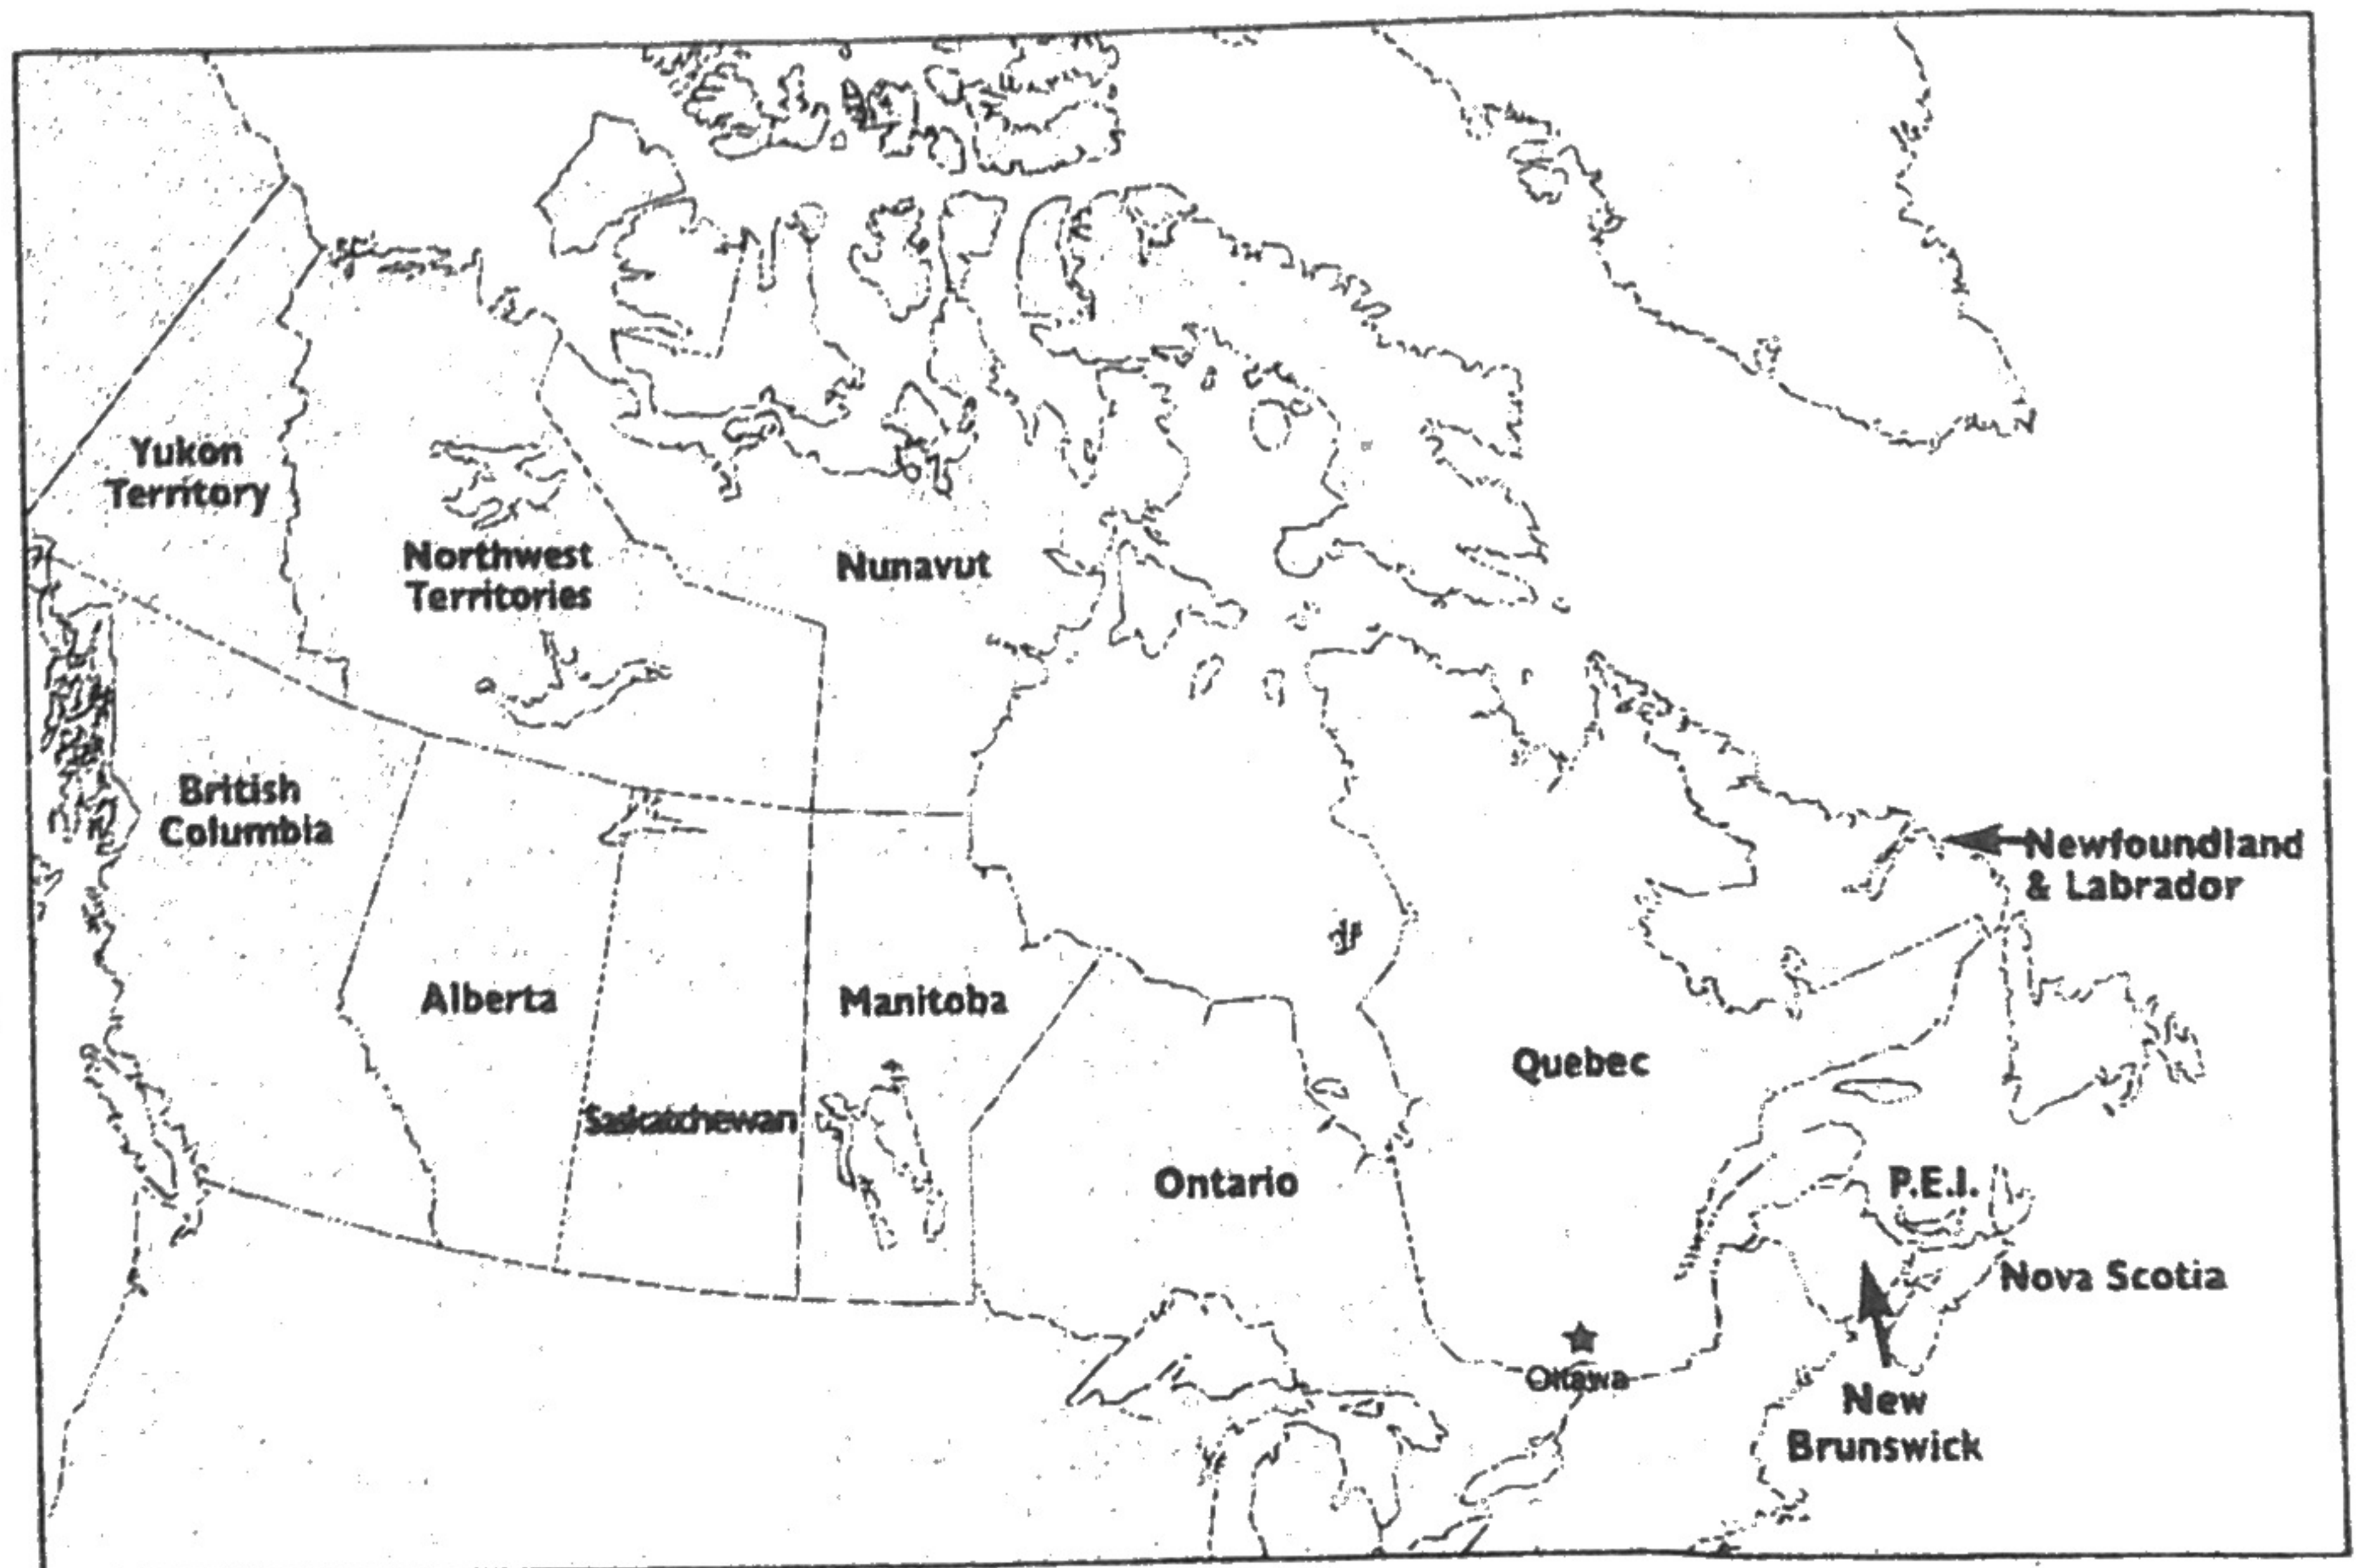 Yukon
Territory
Northwest
Territories
Nunavut
British
Columbia
Newfoundland
& Labrador
Alberta
Manitoba
Quebec
Saskatchewan
Ontario
P.E.I.
Nova Scotia
Ottawa
New
Brunswick